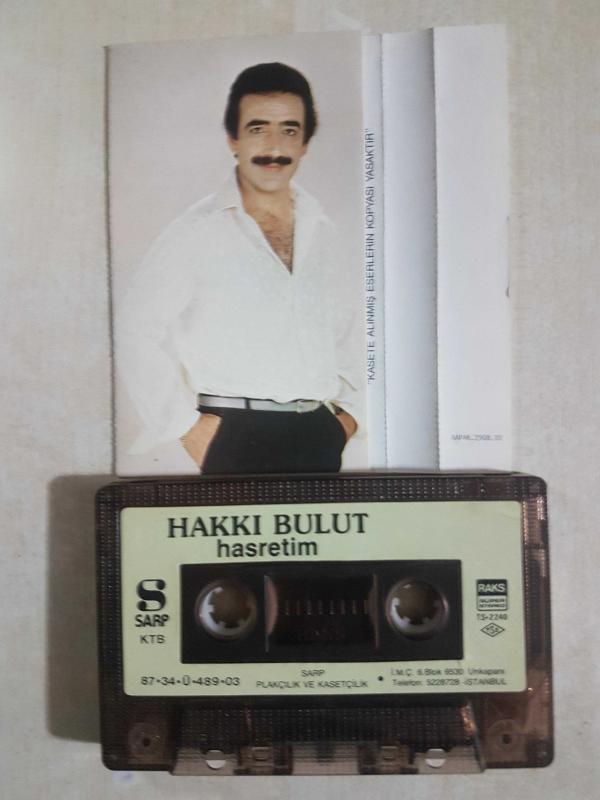 "KASETE ALINMIŞ ESERLERİN KOPYASI YASAKTIR"
HAKKI BULUT
hasretim
S
SARP
KTB
RAKS
SUPER
STEREO
TS-2240
TSE
87•34•Ü•489•03
SARP
PLAKÇILIK VE KASETÇİLİK
•
İ.M.Ç. 6.Blok 6530 Unkapanı
Telefon: 5228728 -İSTANBUL